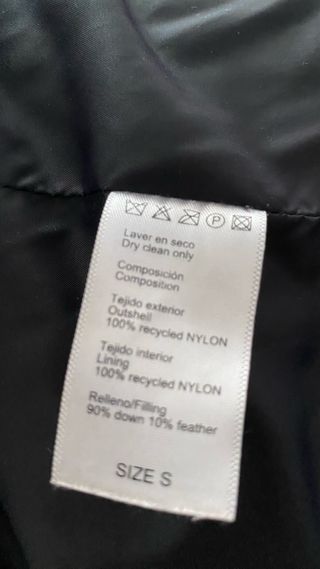 P
Laver en seco
Dry clean only
Composición
Composition
Tejido exterior
Outshell
100% recycled NYLON
Tejido interior
Lining
100% recycled NYLON
Relleno/Filling
90% down 10% feather
SIZE S